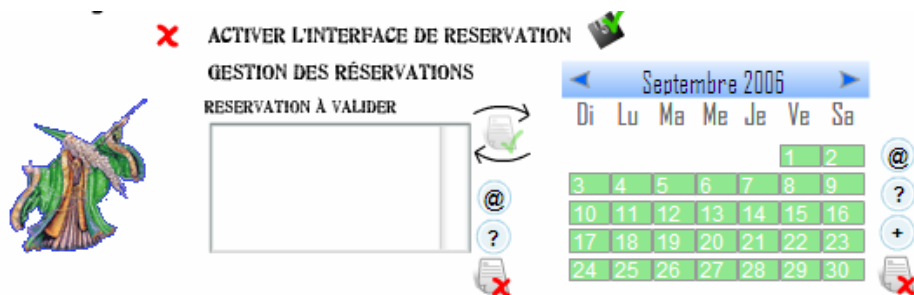 ACTIVER L'INTERFACE DE RESERVATION
GESTION DES RÉSERVATIONS
RESERVATION À VALIDER
Septembre 2006
Di Lu Ma Me Je Ve Sa
1 2
3 4 5 6 7 8 9
10 11 12 13 14 15 16
17 18 19 20 21 22 23
24 25 26 27 28 29 30
@
?
@
?
+